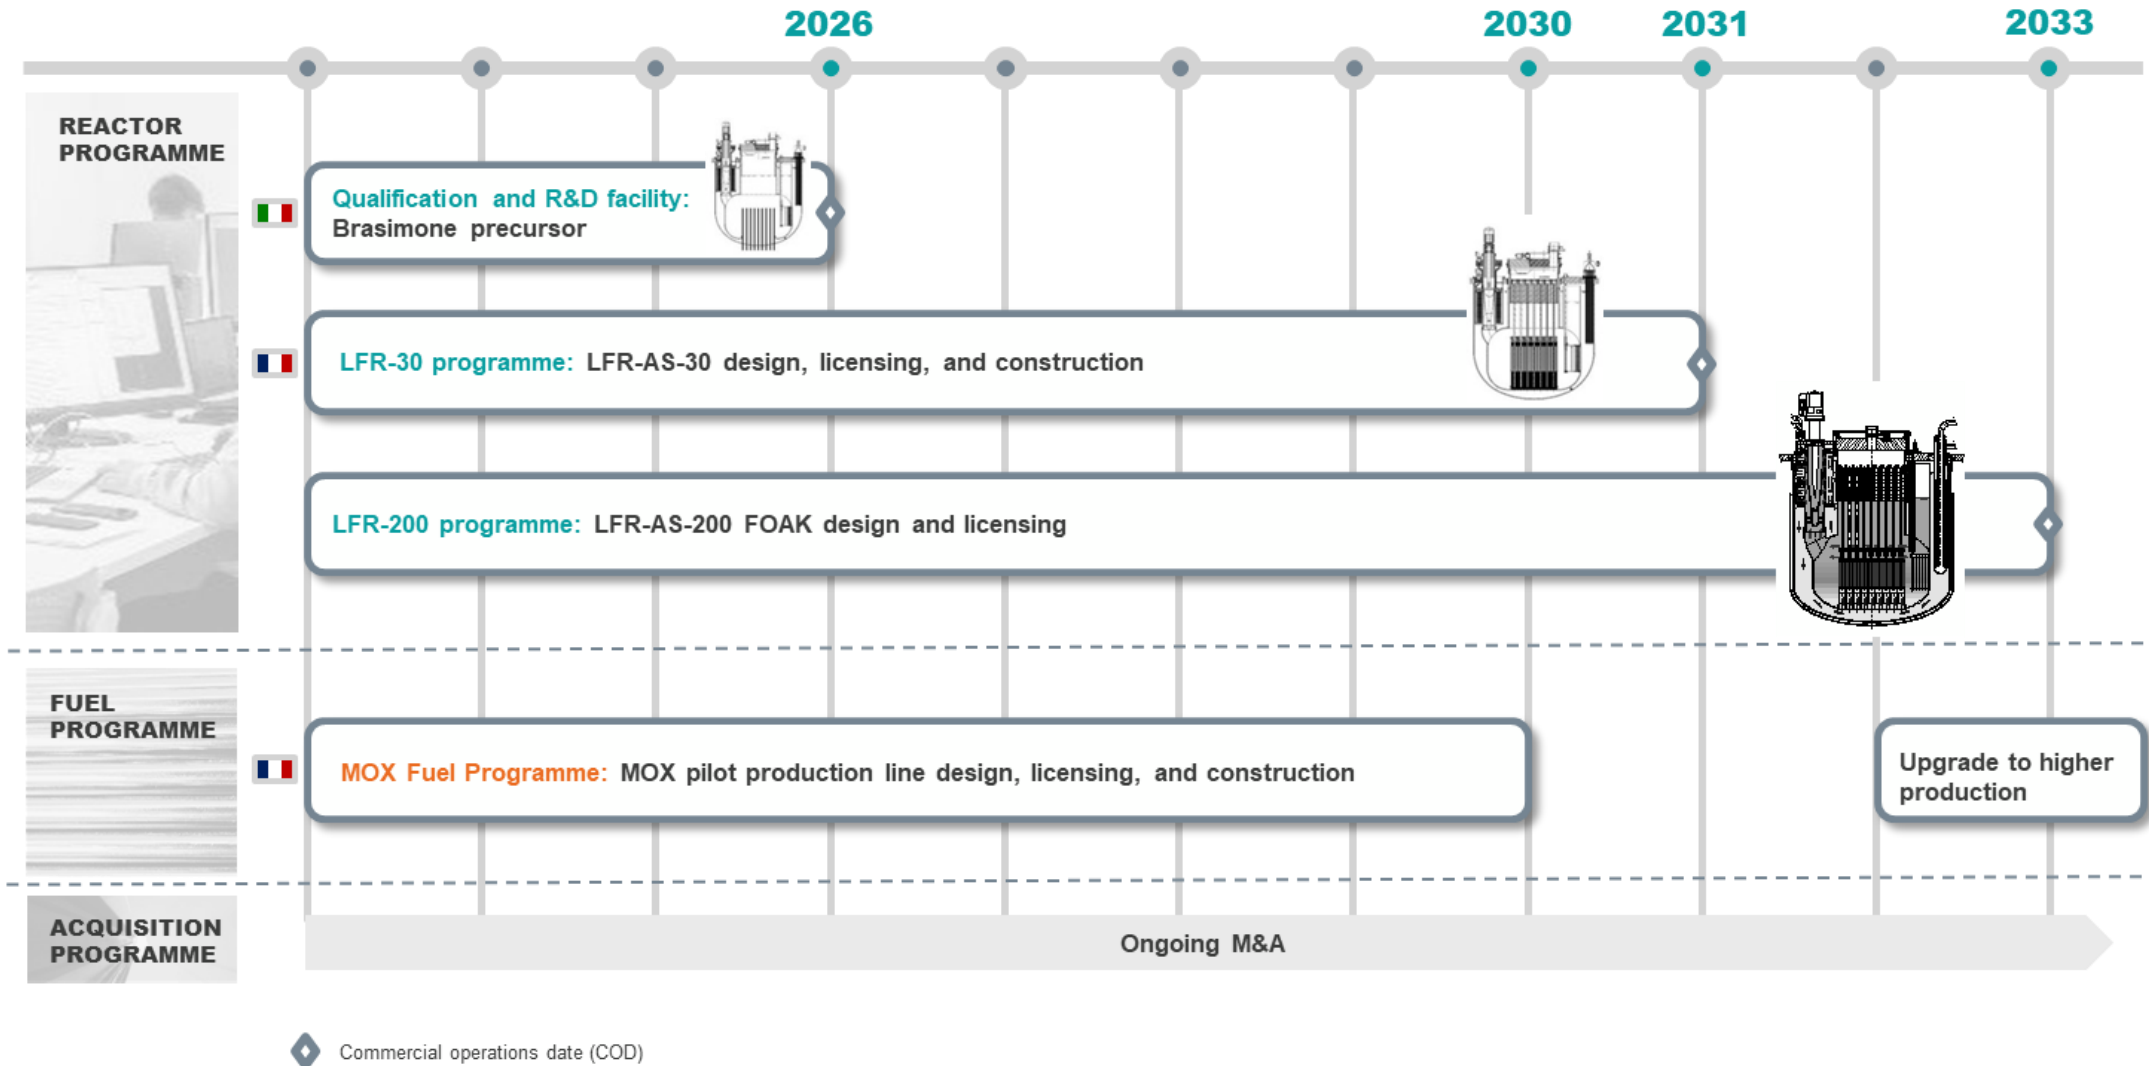 2026
2030
2031
2033
REACTOR
PROGRAMME
Qualification and R&D facility:
Brasimone precursor
LFR-30 programme: LFR-AS-30 design, licensing, and construction
LFR-200 programme: LFR-AS-200 FOAK design and licensing
FUEL
PROGRAMME
MOX Fuel Programme: MOX pilot production line design, licensing, and construction
Upgrade to higher
production
ACQUISITION
PROGRAMME
Ongoing M&A
Commercial operations date (COD)